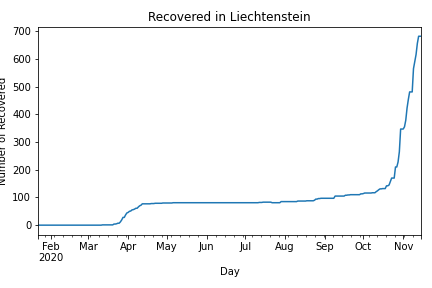 Recovered in Liechtenstein
Number of Recovered
700
600
500
400
300
200
100
0
Feb Mar Apr May Jun Jul Aug Sep Oct Nov
2020
Day